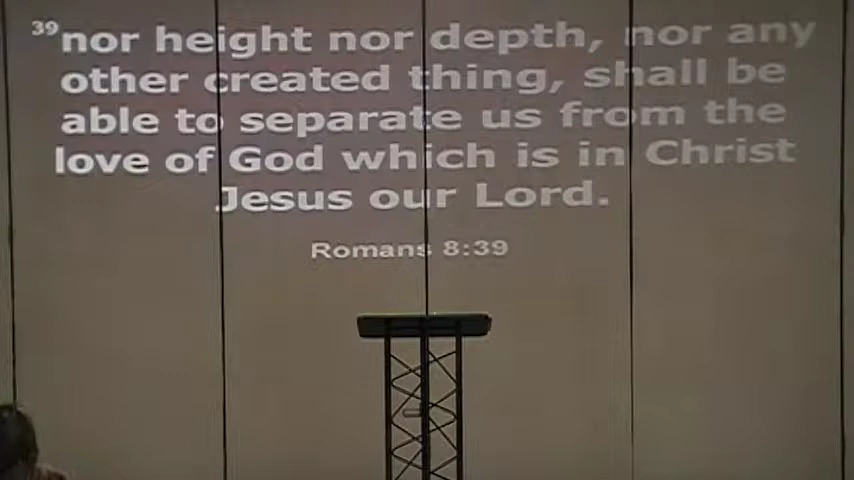 39nor height nor depth, nor any
other created thing, shall be
able to separate us from the
love of God which is in Christ
Jesus our Lord.
Romans 8:39